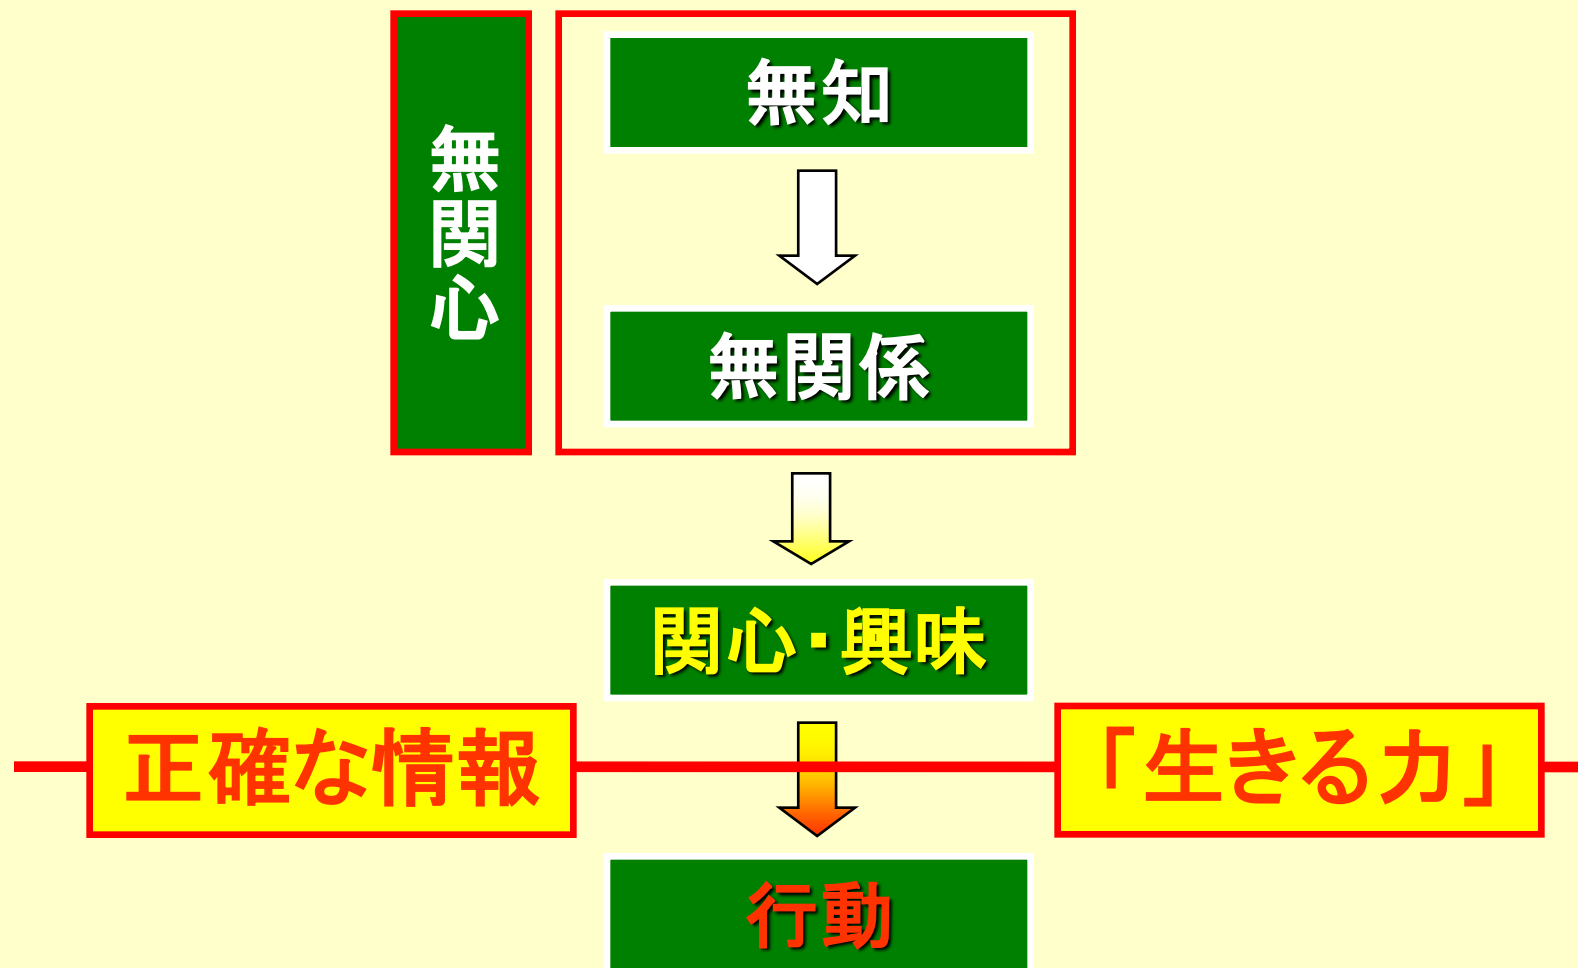 無関心
無知
無関係
関心・興味
正確な情報
「生きる力」
行動